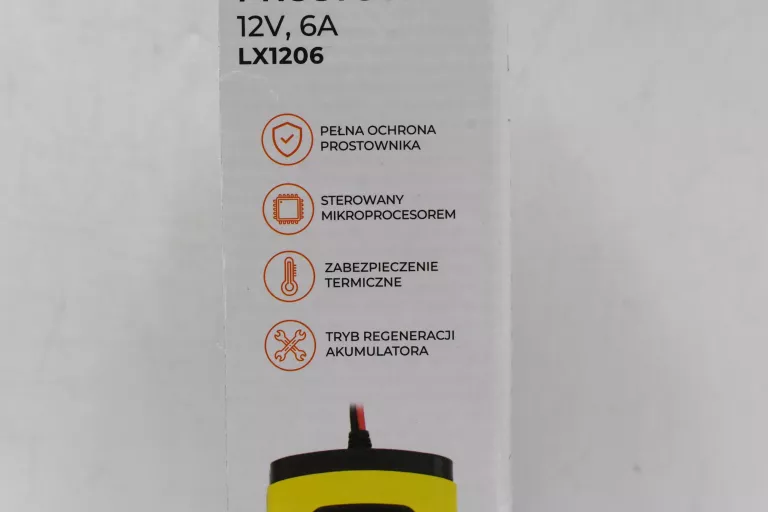 12V, 6A
LX1206
PEŁNA OCHRONA
PROSTOWNIKA
STEROWANY
MIKROPROCESOREM
ZABEZPIECZENIE
TERMICZNE
TRYB REGENERACJI
AKUMULATORA